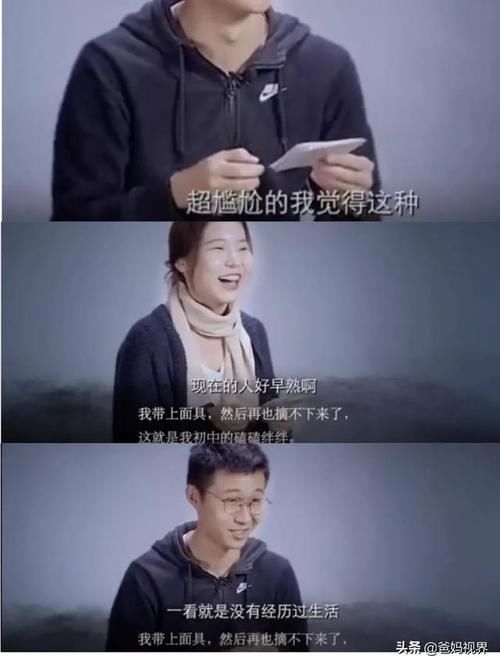 超尴尬的我觉得这种
现在的人好早熟啊
我带上面具，然后再也摘不下来了，
这就是我初中的磕磕绊绊。
一看就是没有经历过生活
我带上面具，然后再也摘不下来了，
头条 @爸妈视界